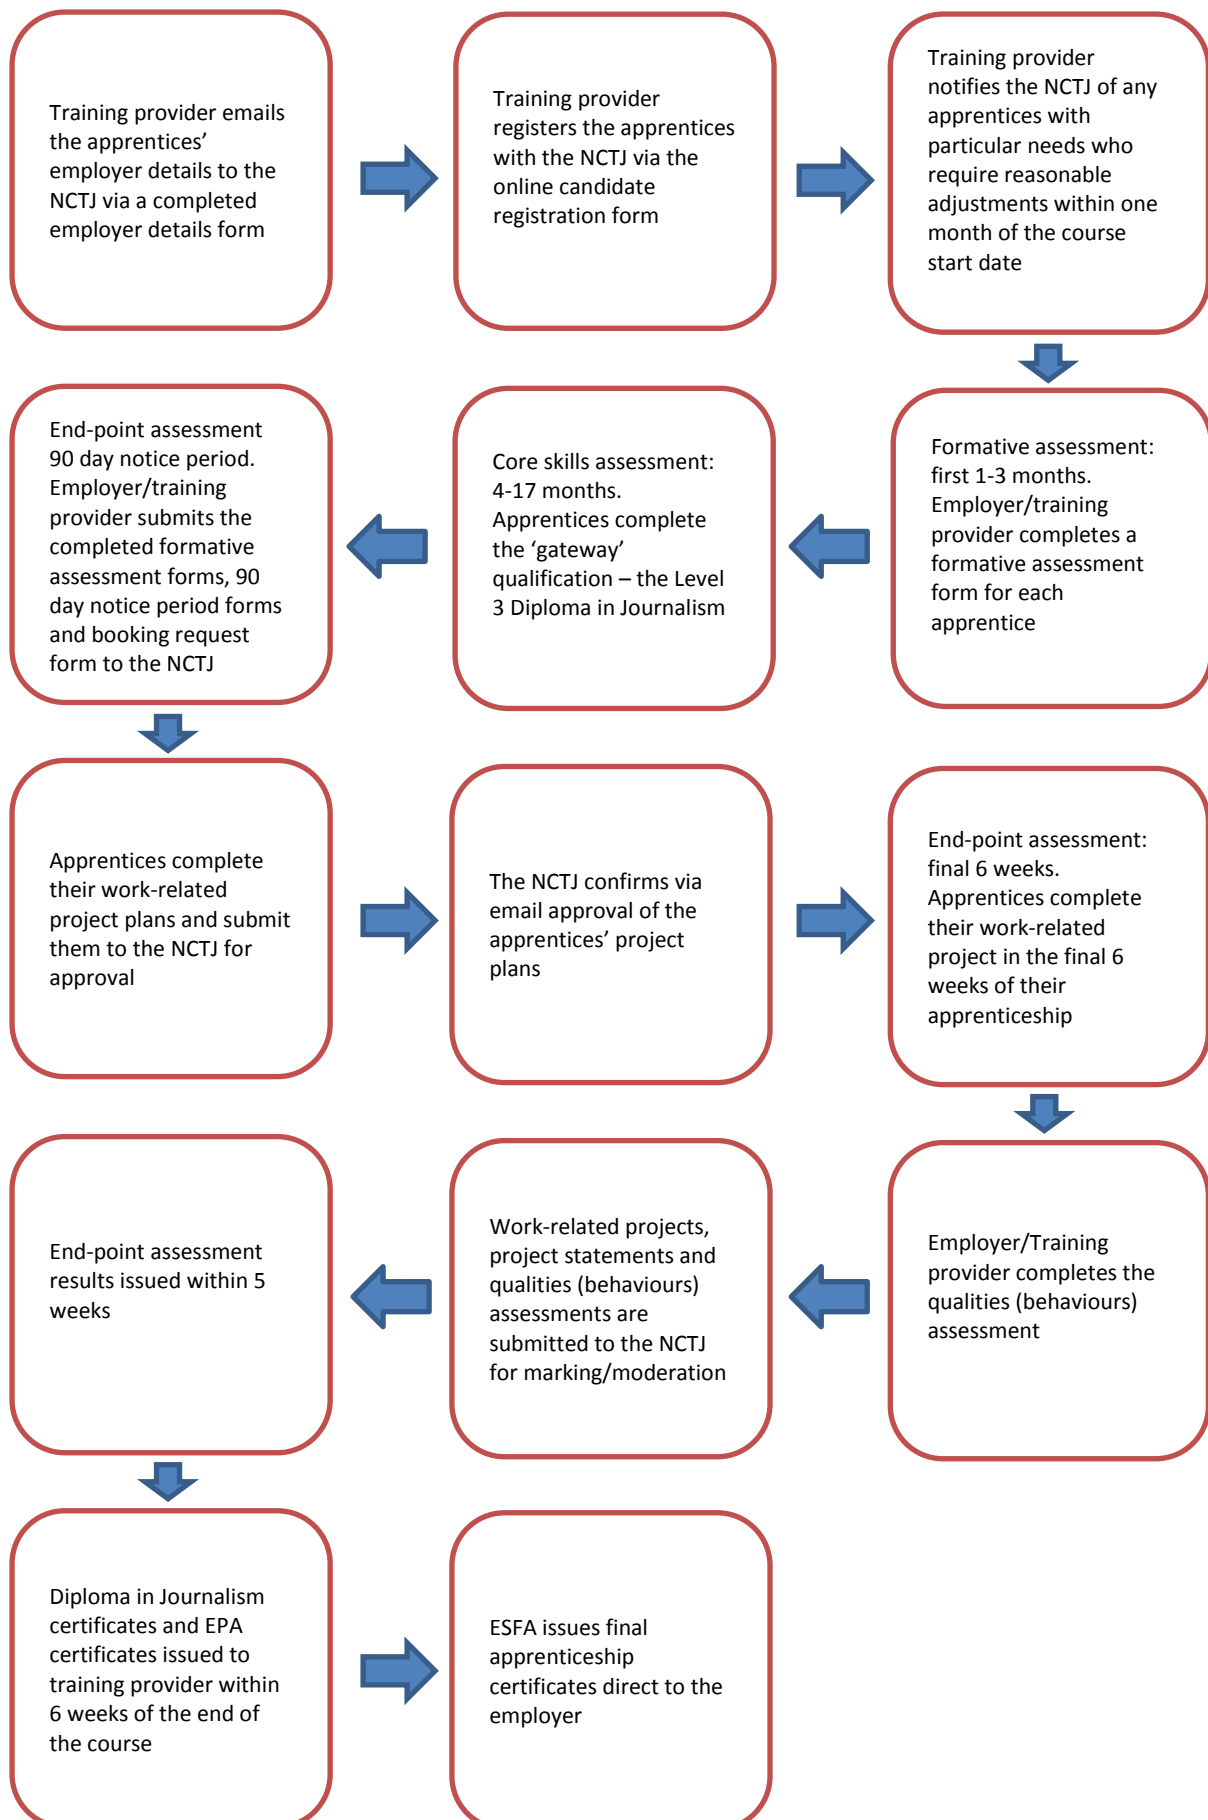 Training provider emails
the apprentices’
employer details to the
NCTJ via a completed
employer details form
Training provider
registers the apprentices
with the NCTJ via the
online candidate
registration form
Training provider
notifies the NCTJ of any
apprentices with
particular needs who
require reasonable
adjustments within one
month of the course
start date
Formative assessment:
first 1-3 months.
Employer/training
provider completes a
formative assessment
form for each
apprentice
Core skills assessment:
4-17 months.
Apprentices complete
the ‘gateway’
qualification – the Level
3 Diploma in Journalism
End-point assessment
90 day notice period.
Employer/training
provider submits the
completed formative
assessment forms, 90
day notice period forms
and booking request
form to the NCTJ
Apprentices complete
their work-related
project plans and submit
them to the NCTJ for
approval
The NCTJ confirms via
email approval of the
apprentices’ project
plans
End-point assessment:
final 6 weeks.
Apprentices complete
their work-related
project in the final 6
weeks of their
apprenticeship
Employer/Training
provider completes the
qualities (behaviours)
assessment
Work-related projects,
project statements and
qualities (behaviours)
assessments are
submitted to the NCTJ
for marking/moderation
End-point assessment
results issued within 5
weeks
Diploma in Journalism
certificates and EPA
certificates issued to
training provider within
6 weeks of the end of
the course
ESFA issues final
apprenticeship
certificates direct to the
employer